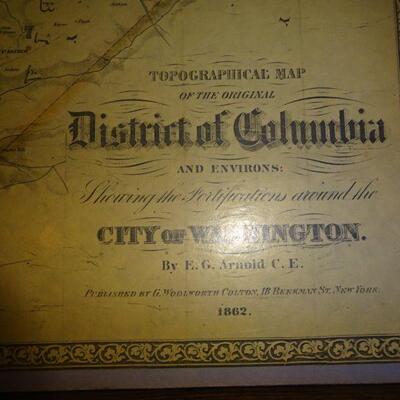 TOPOGRAPHICAL MAP
OF THE ORIGINAL
District of Columbia
AND ENVIRONS:
Showing the Fortifications around the
CITY OF WASHINGTON.
By E. G. Arnold C. E.
PUBLISHED BY G. WOOLWORTH COLTON, 18 BEEKMAN ST. NEW YORK.
1862.